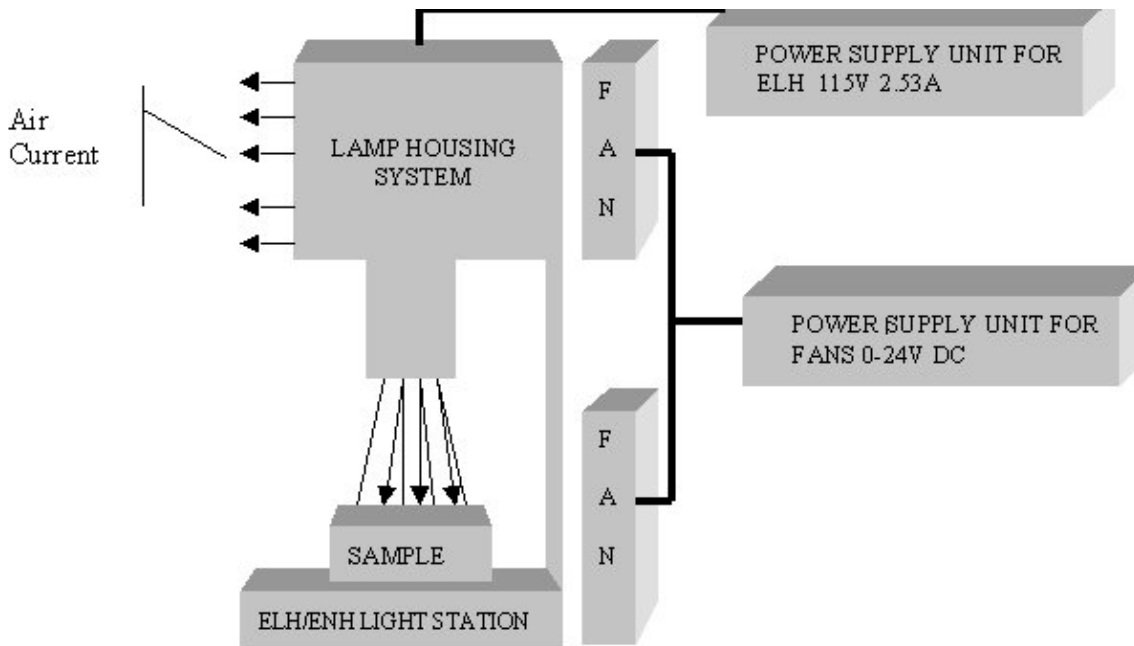 POWER SUPPLY UNIT FOR
ELH 115V 2.53A
Air
Current
LAMP HOUSING
SYSTEM
F
A
N
POWER SUPPLY UNIT FOR
FANS 0-24V DC
F
A
N
SAMPLE
ELH/ENH LIGHT STATION